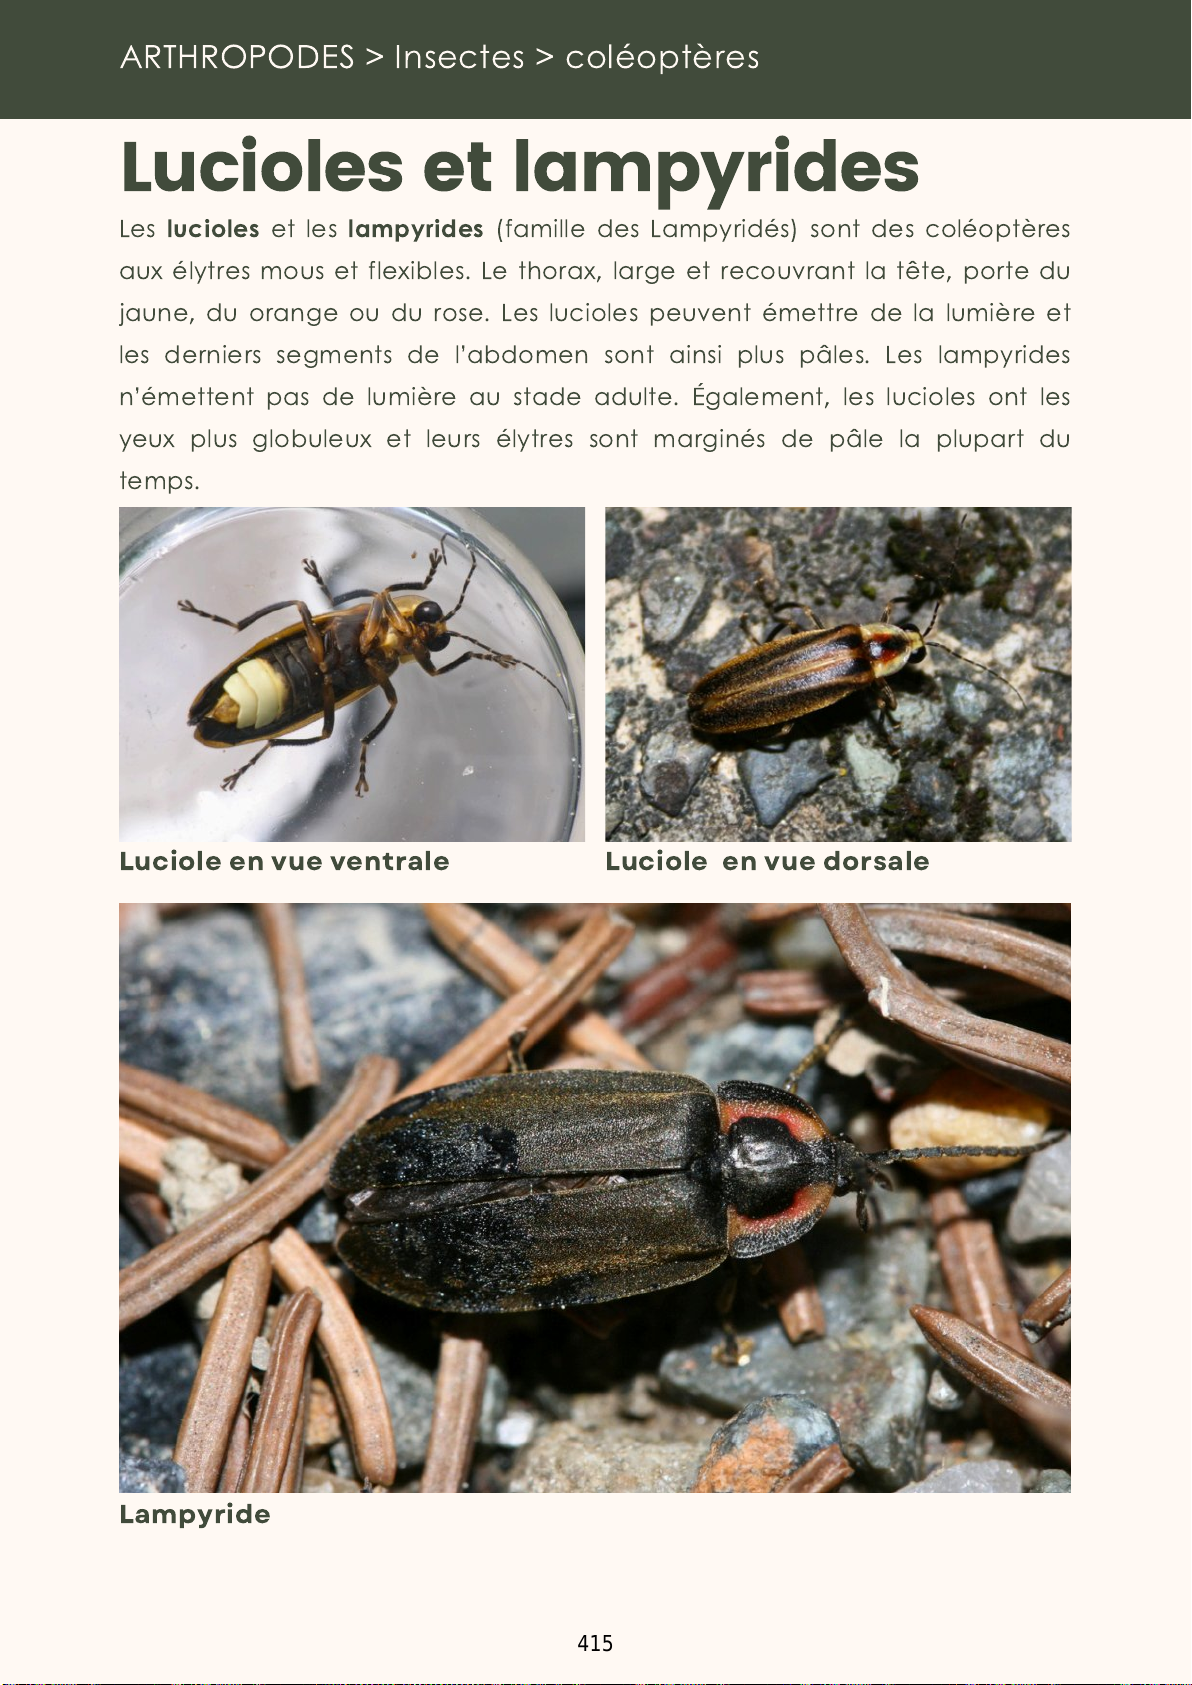 ARTHROPODES > Insectes > coléoptères
Lucioles et lampyrides
Les lucioles et les lampyrides (famille des Lampyridés) sont des coléoptères
aux élytres mous et flexibles. Le thorax, large et recouvrant la tête, porte du
jaune, du orange ou du rose. Les lucioles peuvent émettre de la lumière et
les derniers segments de l’abdomen sont ainsi plus pâles. Les lampyrides
n’émettent pas de lumière au stade adulte. Également, les lucioles ont les
yeux plus globuleux et leurs élytres sont marginés de pâle la plupart du
temps.
Luciole en vue ventrale
Luciole en vue dorsale
Lampyride
415